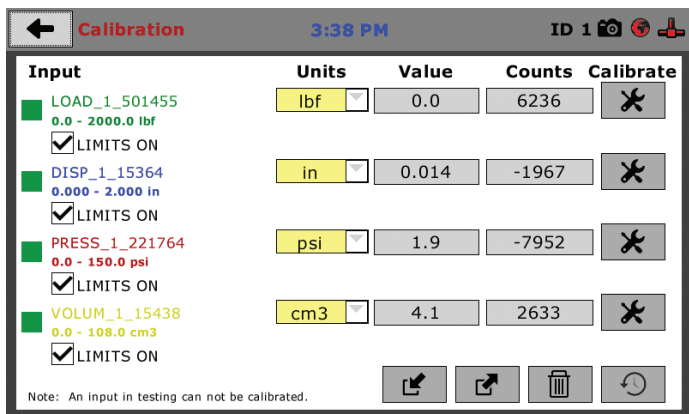 Calibration 3:38 PM ID 1
Input Units Value Counts Calibrate
LOAD_1_501455 lbf 0.0 6236
0.0 - 2000.0 lbf
LIMITS ON
DISP_1_15364 in 0.014 -1967
0.000 - 2.000 in
LIMITS ON
PRESS_1_221764 psi 1.9 -7952
0.0 - 150.0 psi
LIMITS ON
VOLUM_1_15438 cm3 4.1 2633
0.0 - 108.0 cm3
LIMITS ON
Note: An input in testing can not be calibrated.